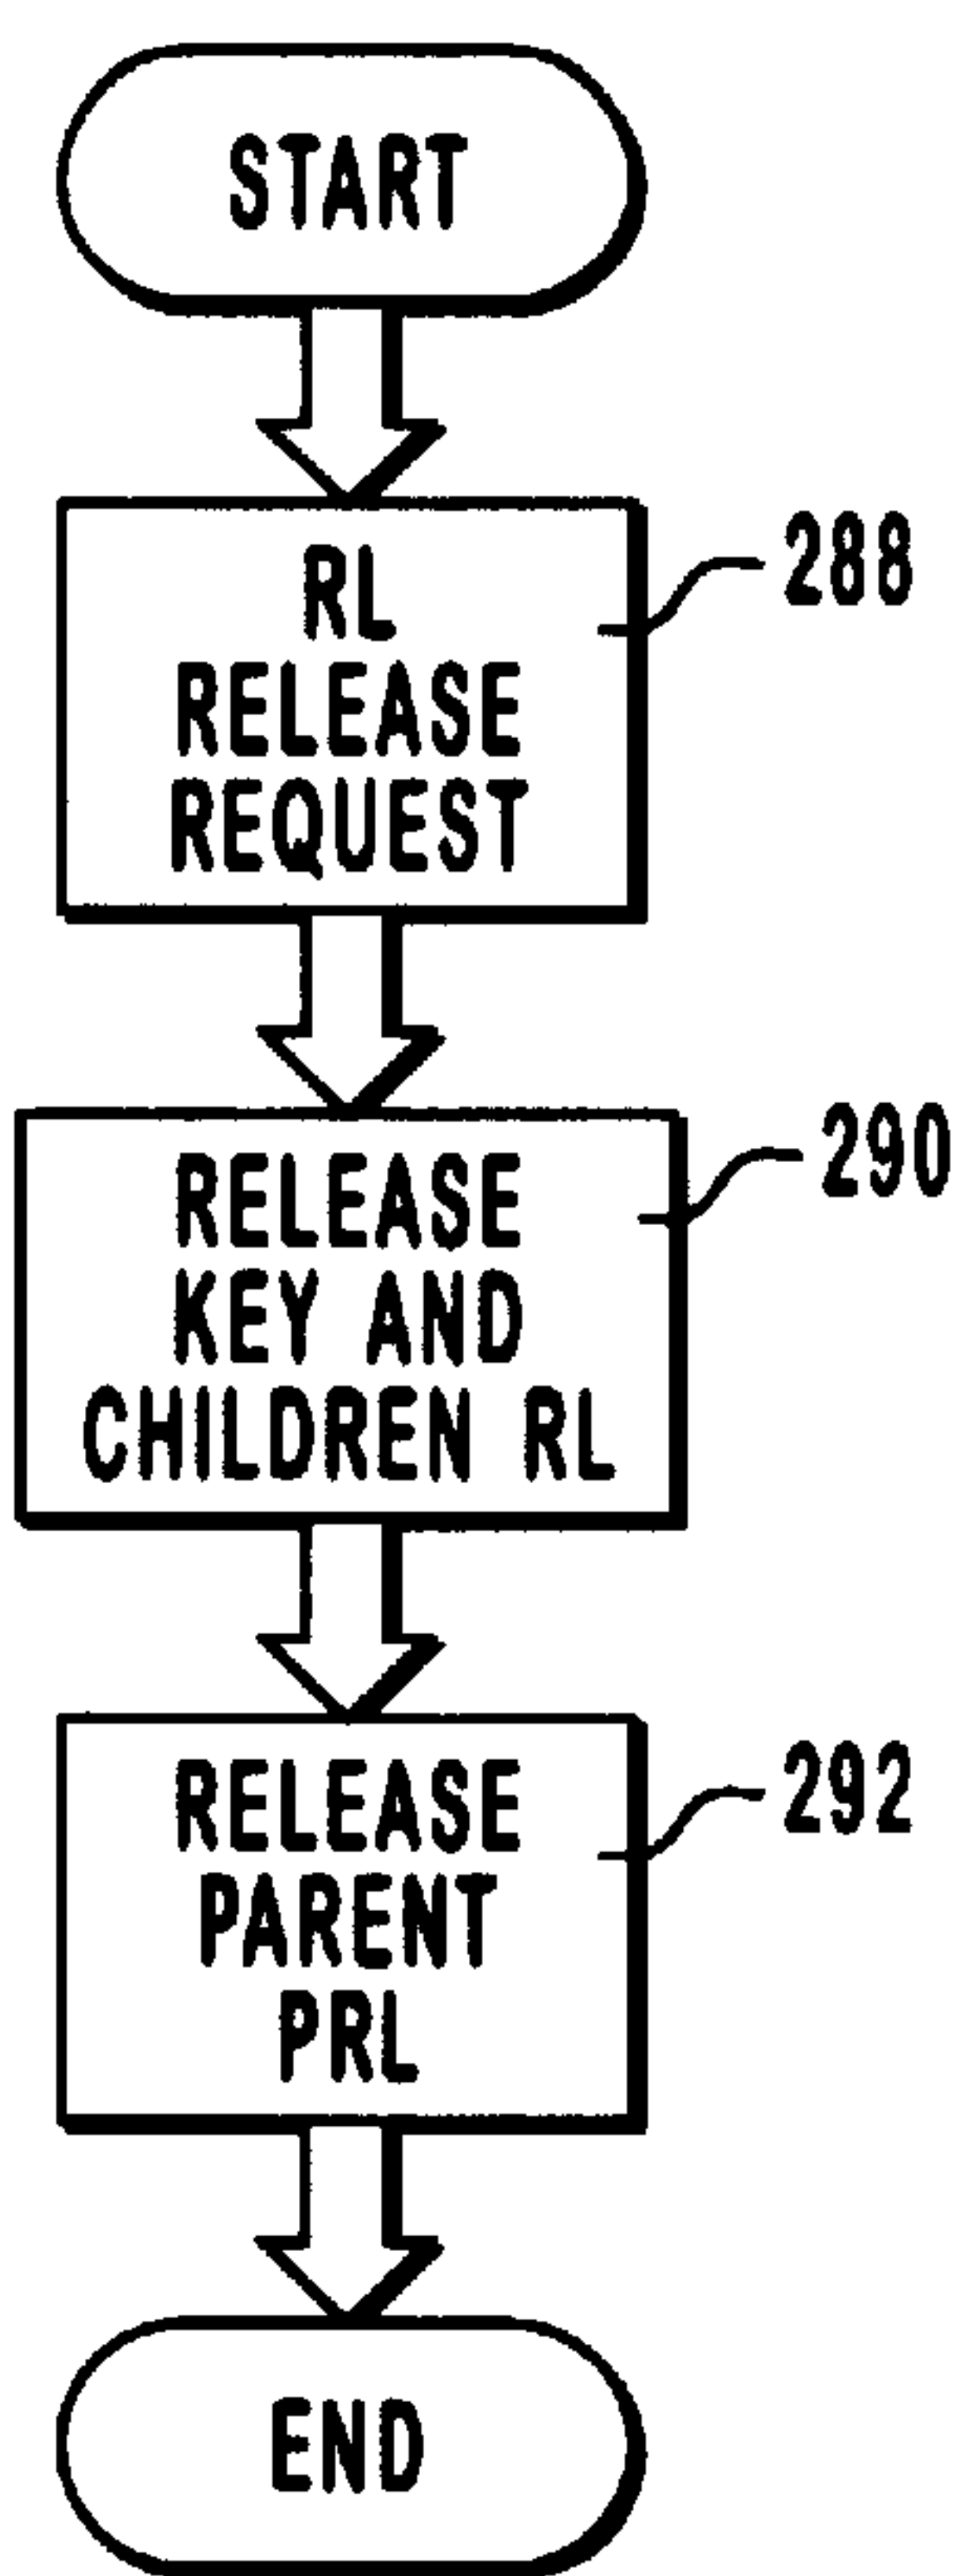 START
RL
RELEASE
REQUEST
288
RELEASE
KEY AND
CHILDREN RL
290
RELEASE
PARENT
PRL
292
END